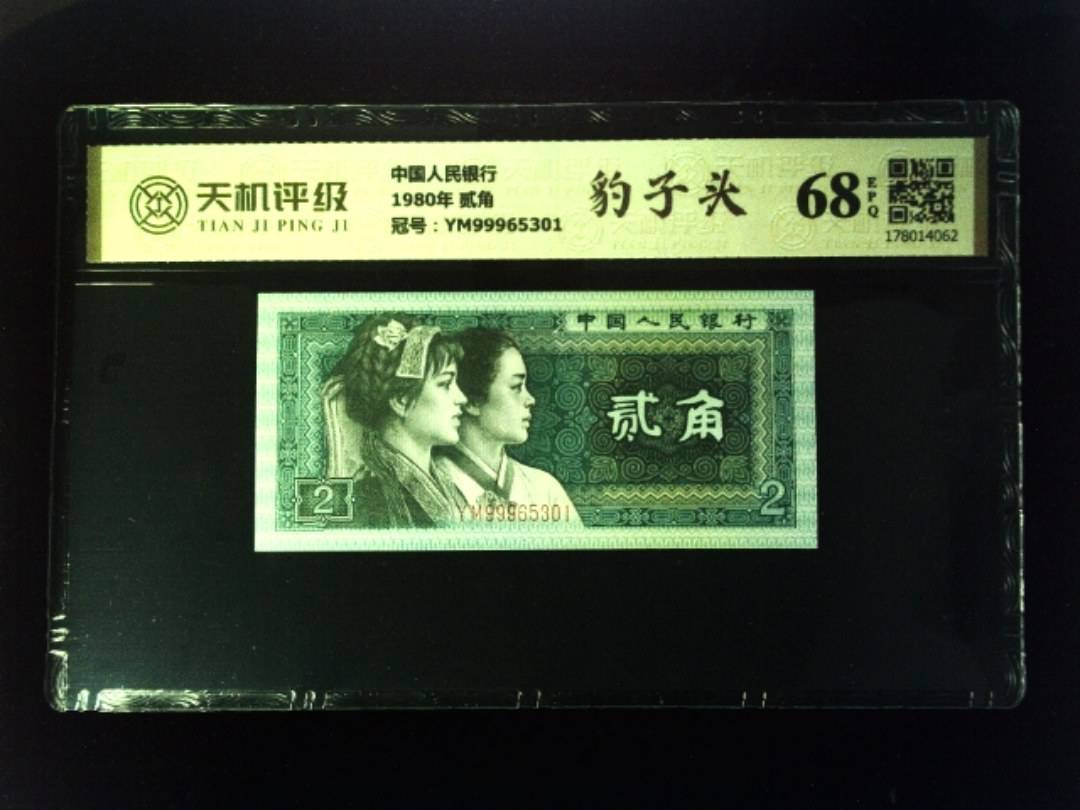 天机评级
TIAN JI PING JI
中国人民银行
1980年 贰角
冠号：YM99965301
豹子头
68
EPQ
178014062
中国人民银行
贰角
2
YM99965301
2